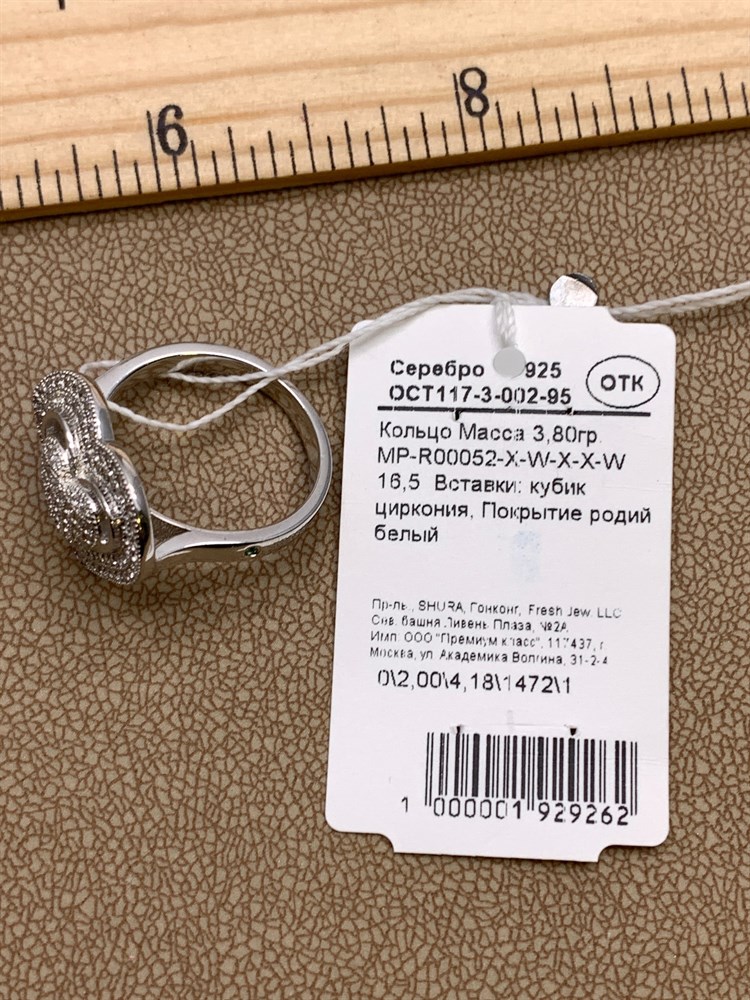 6
8
Серебро 925
ОСТ117-3-002-95
ОТК
Кольцо Масса 3,80гр.
MP-R00052-X-W-X-X-W
16,5 Вставки: кубик
циркония, Покрытие родий
белый
Пр-ль: SHURA, Гонконг, Fresh Jew. LLC
башня Ливень Плаза, №2А
Имп: ООО "Премиум класс", 117437, г.
Москва, ул. Академика Волгина, 31-2-4
0\2,00\4,18\1472\1
1 000001 929262